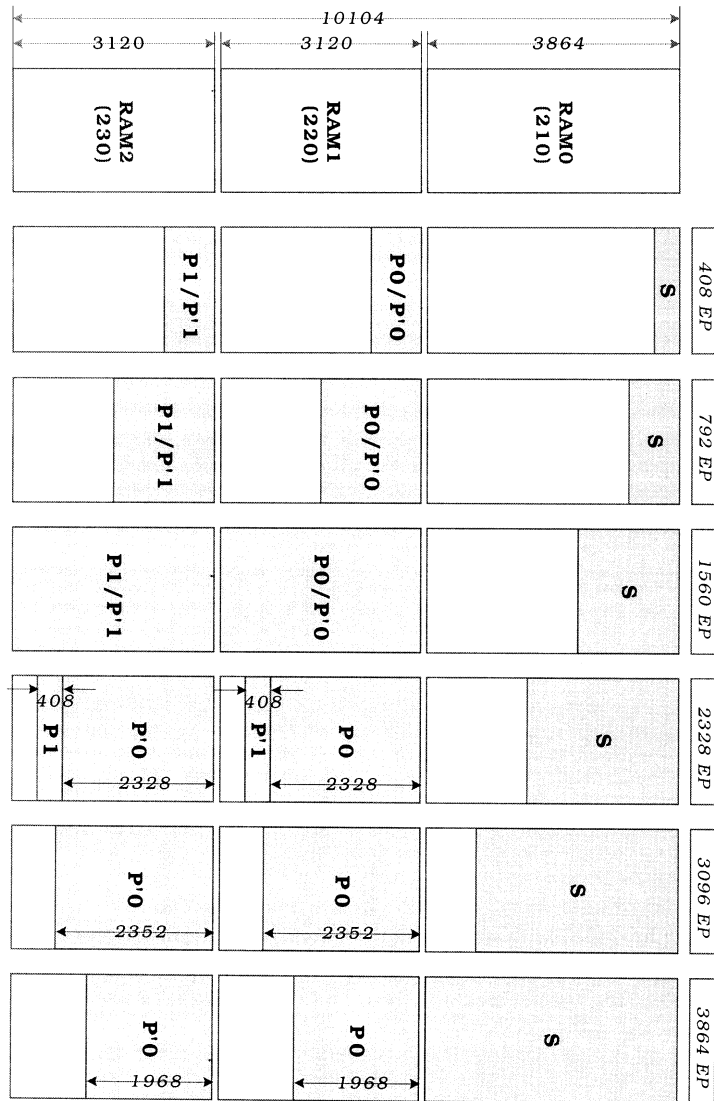 10104
3120
3120
3864
RAM2
(230)
RAM1
(220)
RAM0
(210)
408 EP
P1/P'1
P0/P'0
S
792 EP
P1/P'1
P0/P'0
S
1560 EP
P1/P'1
P0/P'0
S
2328 EP
408
P1
P'0
2328
408
P'1
P0
2328
S
3096 EP
P'0
2352
P0
2352
S
3864 EP
P'0
1968
P0
1968
S